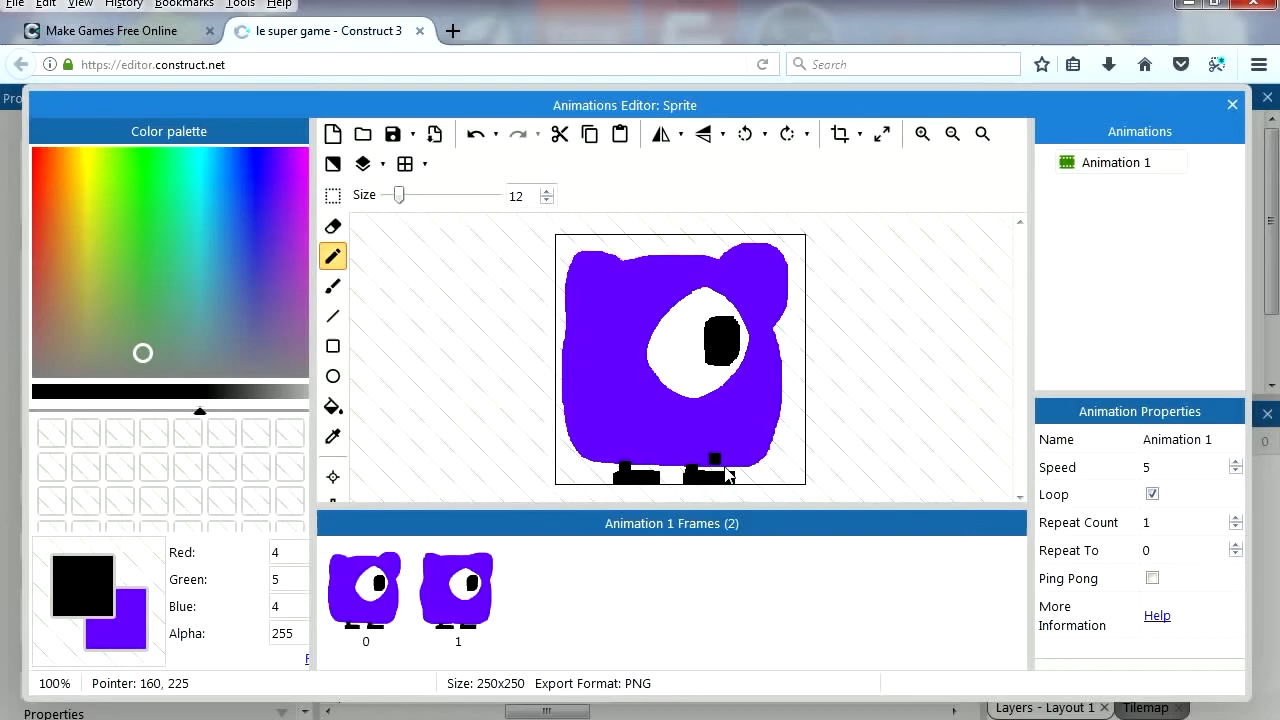 File Edit View History Bookmarks Tools Help
Make Games Free Online
le super game - Construct 3
https://editor.construct.net
Search
Pro
Animations Editor: Sprite
Color palette
Animations
Animation 1
Size
12
Animation Properties
Name Animation 1
Speed 5
Loop
Repeat Count 1
Repeat To 0
Ping Pong
More Information Help
0
Animation 1 Frames (2)
0
1
Red: 4
Green: 5
Blue: 4
Alpha: 255
100%
Pointer: 160, 225
Size: 250x250 Export Format: PNG
Properties
Layers - Layout 1
Tilemap